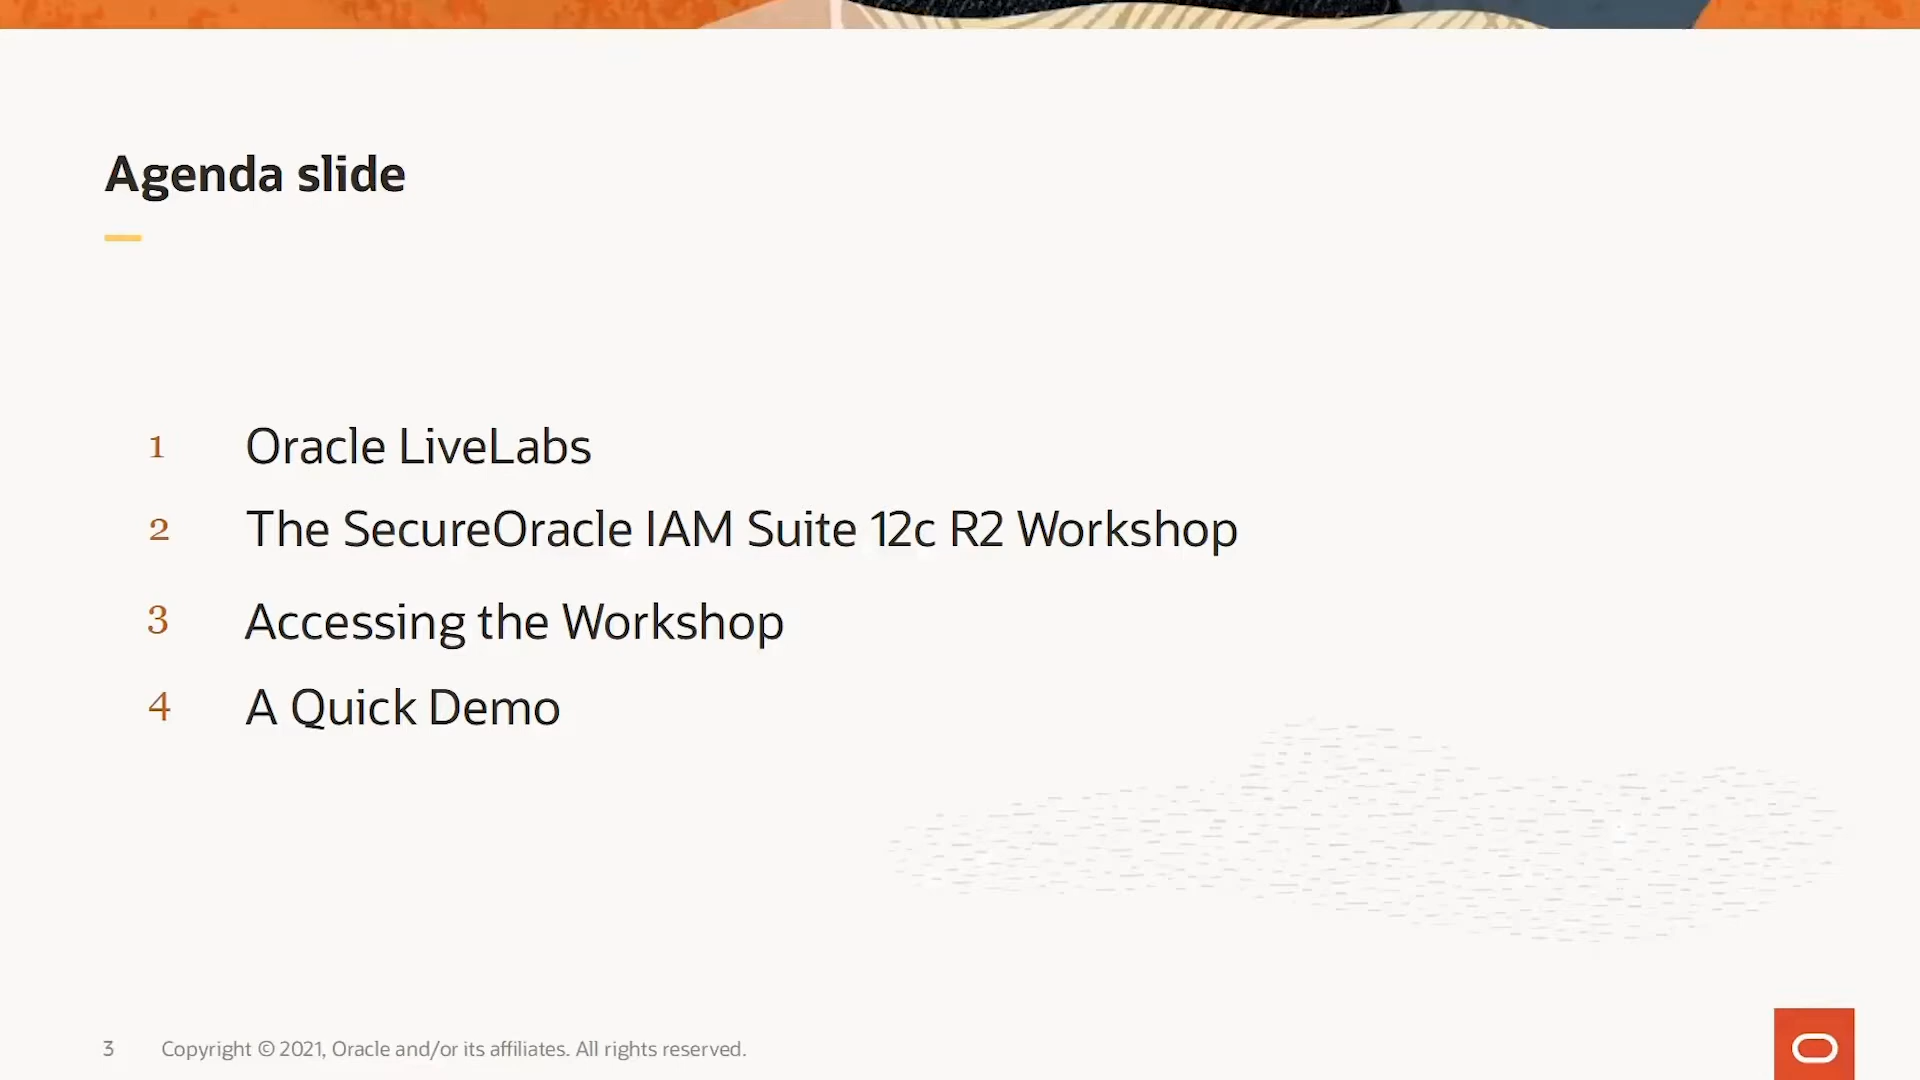 Agenda slide
1 Oracle LiveLabs
2 The SecureOracle IAM Suite 12c R2 Workshop
3 Accessing the Workshop
4 A Quick Demo
3 Copyright © 2021, Oracle and/or its affiliates. All rights reserved.